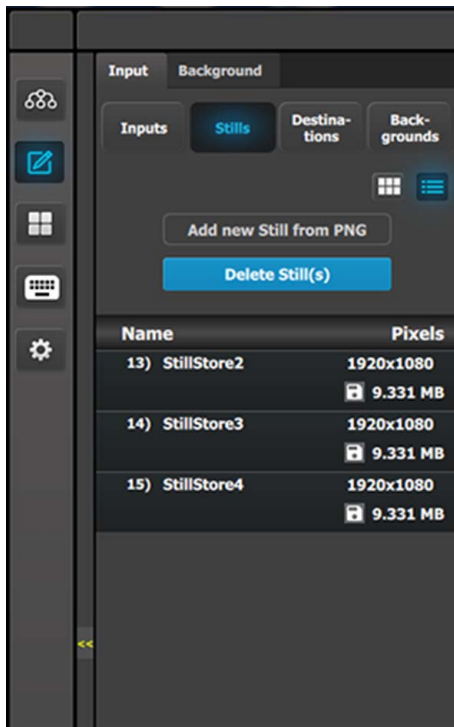 Input Background
Inputs Stills Destina-
tions Back-
grounds
Add new Still from PNG
Delete Still(s)
Name Pixels
13) StillStore2 1920x1080
9.331 MB
14) StillStore3 1920x1080
9.331 MB
15) StillStore4 1920x1080
9.331 MB
<<